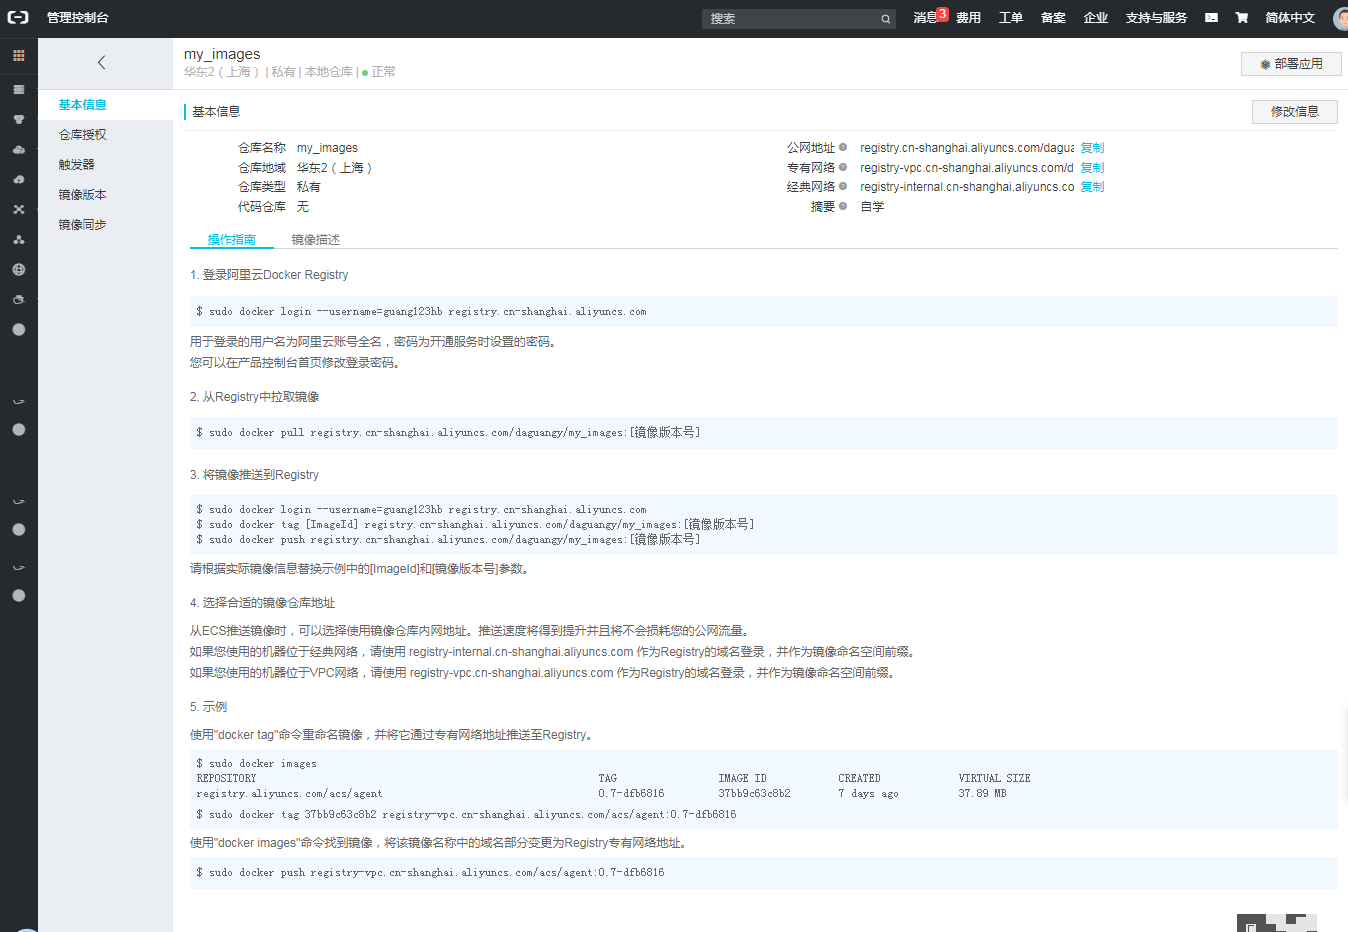 管理控制台
搜索
消息 3
费用
工单
备案
企业
支持与服务
简体中文
my_images
华东2（上海） | 私有 | 本地仓库 | 正常
部署应用
基本信息
仓库授权
触发器
镜像版本
镜像同步
基本信息
修改信息
仓库名称 my_images
仓库地域 华东2（上海）
仓库类型 私有
代码仓库 无
公网地址 registry.cn-shanghai.aliyuncs.com/dagua 复制
专有网络 registry-vpc.cn-shanghai.aliyuncs.com/d 复制
经典网络 registry-internal.cn-shanghai.aliyuncs.co 复制
摘要 自学
操作指南 镜像描述
1. 登录阿里云Docker Registry
$ sudo docker login --username=guang123hb registry.cn-shanghai.aliyuncs.com
用于登录的用户名为阿里云账号全名，密码为开通服务时设置的密码。
您可以在产品控制台首页修改登录密码。
2. 从Registry中拉取镜像
$ sudo docker pull registry.cn-shanghai.aliyuncs.com/daguangy/my_images:[镜像版本号]
3. 将镜像推送到Registry
$ sudo docker login --username=guang123hb registry.cn-shanghai.aliyuncs.com
$ sudo docker tag [ImageId] registry.cn-shanghai.aliyuncs.com/daguangy/my_images:[镜像版本号]
$ sudo docker push registry.cn-shanghai.aliyuncs.com/daguangy/my_images:[镜像版本号]
请根据实际镜像信息替换示例中的[ImageId]和[镜像版本号]参数。
4. 选择合适的镜像仓库地址
从ECS推送镜像时，可以选择使用镜像仓库内网地址。推送速度将得到提升并且将不会损耗您的公网流量。
如果您使用的机器位于经典网络，请使用 registry-internal.cn-shanghai.aliyuncs.com 作为Registry的域名登录，并作为镜像命名空间前缀。
如果您使用的机器位于VPC网络，请使用 registry-vpc.cn-shanghai.aliyuncs.com 作为Registry的域名登录，并作为镜像命名空间前缀。
5. 示例
使用"docker tag"命令重命名镜像，并将它通过专有网络地址推送至Registry。
$ sudo docker images
REPOSITORY TAG IMAGE ID CREATED VIRTUAL SIZE
registry.aliyuncs.com/acs/agent 0.7-dfb6816 37bb9c63c8b2 7 days ago 37.89 MB
$ sudo docker tag 37bb9c63c8b2 registry-vpc.cn-shanghai.aliyuncs.com/acs/agent:0.7-dfb6816
使用"docker images"命令找到镜像，将该镜像名称中的域名部分变更为Registry专有网络地址。
$ sudo docker push registry-vpc.cn-shanghai.aliyuncs.com/acs/agent:0.7-dfb6816